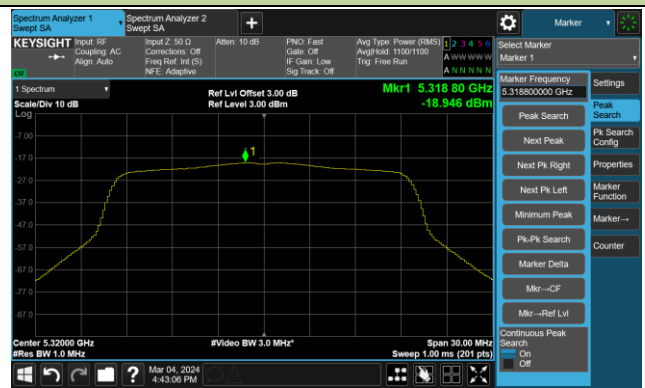 Spectrum Analyzer 1
Swept SA
Spectrum Analyzer 2
Swept SA
+
Marker
KEYSIGHT
Input: RF
Coupling: AC
Align: Auto
Input Z: 50 Ω
Corrections: Off
Freq Ref: Int (S)
NFE: Adaptive
Atten: 10 dB
PNO: Fast
Gate: Off
IF Gain: Low
Sig Track: Off
Avg Type: Power (RMS)
Avg|Hold: 1100/1100
Trig: Free Run
1 2 3 4 5 6
A W W W W W
A N N N N N
Select Marker
Marker 1
1 Spectrum
Scale/Div 10 dB
Log
Ref Lvl Offset 3.00 dB
Ref Level 3.00 dBm
Mkr1 5.318 80 GHz
-18.946 dBm
1
-7.00
-17.0
-27.0
-37.0
-47.0
-57.0
-67.0
-77.0
-87.0
Center 5.32000 GHz
#Res BW 1.0 MHz
#Video BW 3.0 MHz*
Span 30.00 MHz
Sweep 1.00 ms (201 pts)
Marker Frequency
5.318800000 GHz
Peak Search
Next Peak
Next Pk Right
Next Pk Left
Minimum Peak
Pk-Pk Search
Marker Delta
Mkr→CF
Mkr→Ref Lvl
Continuous Peak
Search
On
Off
Settings
Peak
Search
Pk Search
Config
Properties
Marker
Function
Marker→
Counter
?
Mar 04, 2024
4:43:06 PM